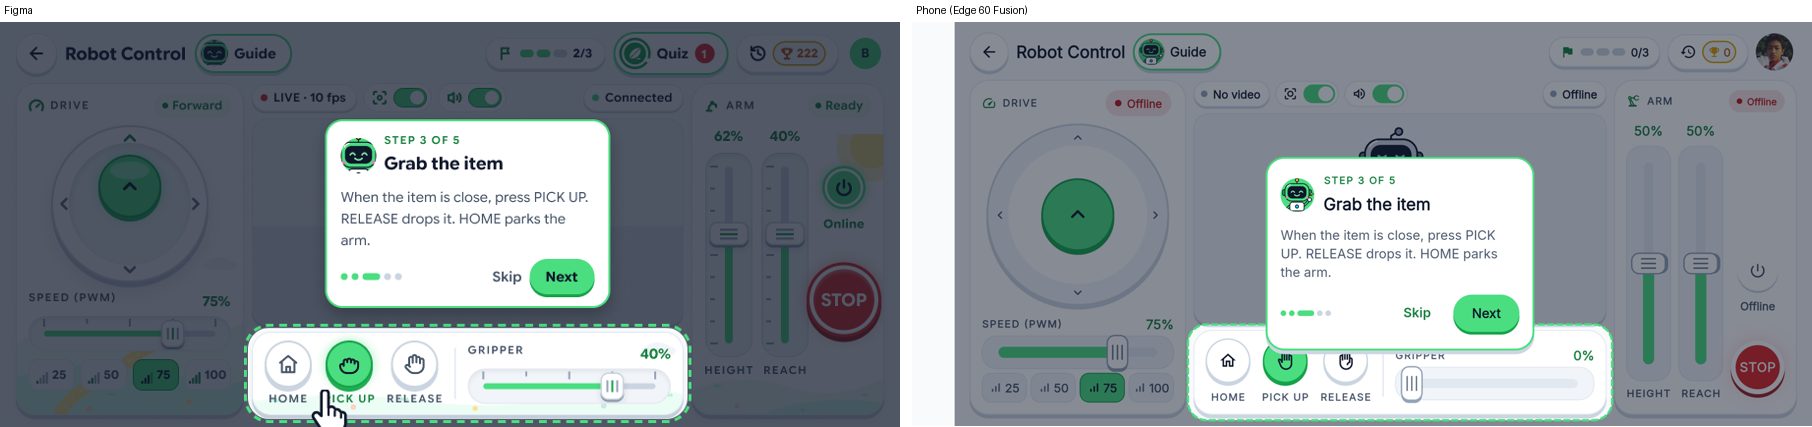 Figma
Robot Control
Guide
2/3
Quiz
1
222
B
DRIVE
Forward
LIVE · 10 fps
Connected
ARM
Ready
62%
40%
STEP 3 OF 5
Grab the item
When the item is close, press PICK UP.
RELEASE drops it. HOME parks the
arm.
Skip
Next
Online
STOP
SPEED (PWM)
75%
25
50
75
100
HOME
PICK UP
RELEASE
GRIPPER
40%
HEIGHT
REACH
Phone (Edge 60 Fusion)
Robot Control
Guide
0/3
0
DRIVE
Offline
No video
Offline
ARM
Offline
50%
50%
STEP 3 OF 5
Grab the item
When the item is close, press PICK
UP. RELEASE drops it. HOME parks
the arm.
Skip
Next
Offline
STOP
SPEED (PWM)
75%
25
50
75
100
HOME
PICK UP
RELEASE
GRIPPER
0%
HEIGHT
REACH